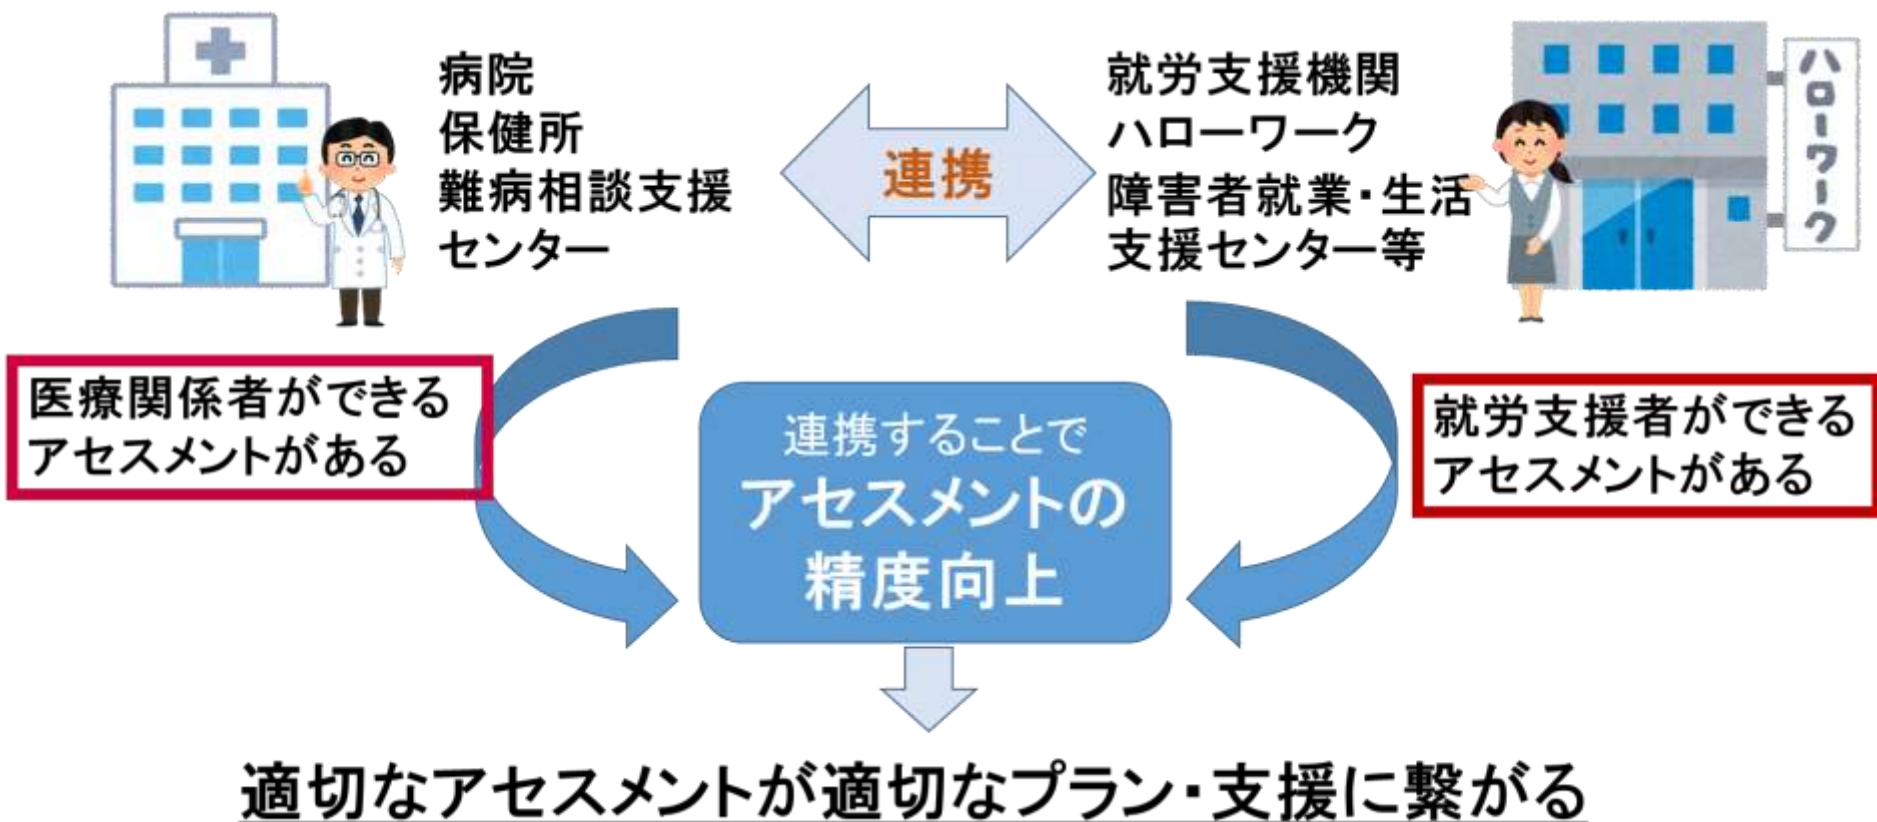 病院
保健所
難病相談支援
センター
連携
就労支援機関
ハローワーク
障害者就業・生活
支援センター等
ハローワーク
医療関係者ができる
アセスメントがある
連携することで
アセスメントの
精度向上
就労支援者ができる
アセスメントがある
適切なアセスメントが適切なプラン・支援に繋がる